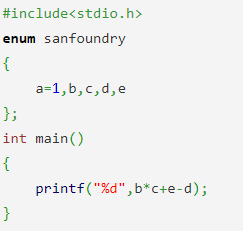 #include<stdio.h>
enum sanfoundry
{
    a=1,b,c,d,e
};
int main()
{
    printf("%d",b*c+e-d);
}